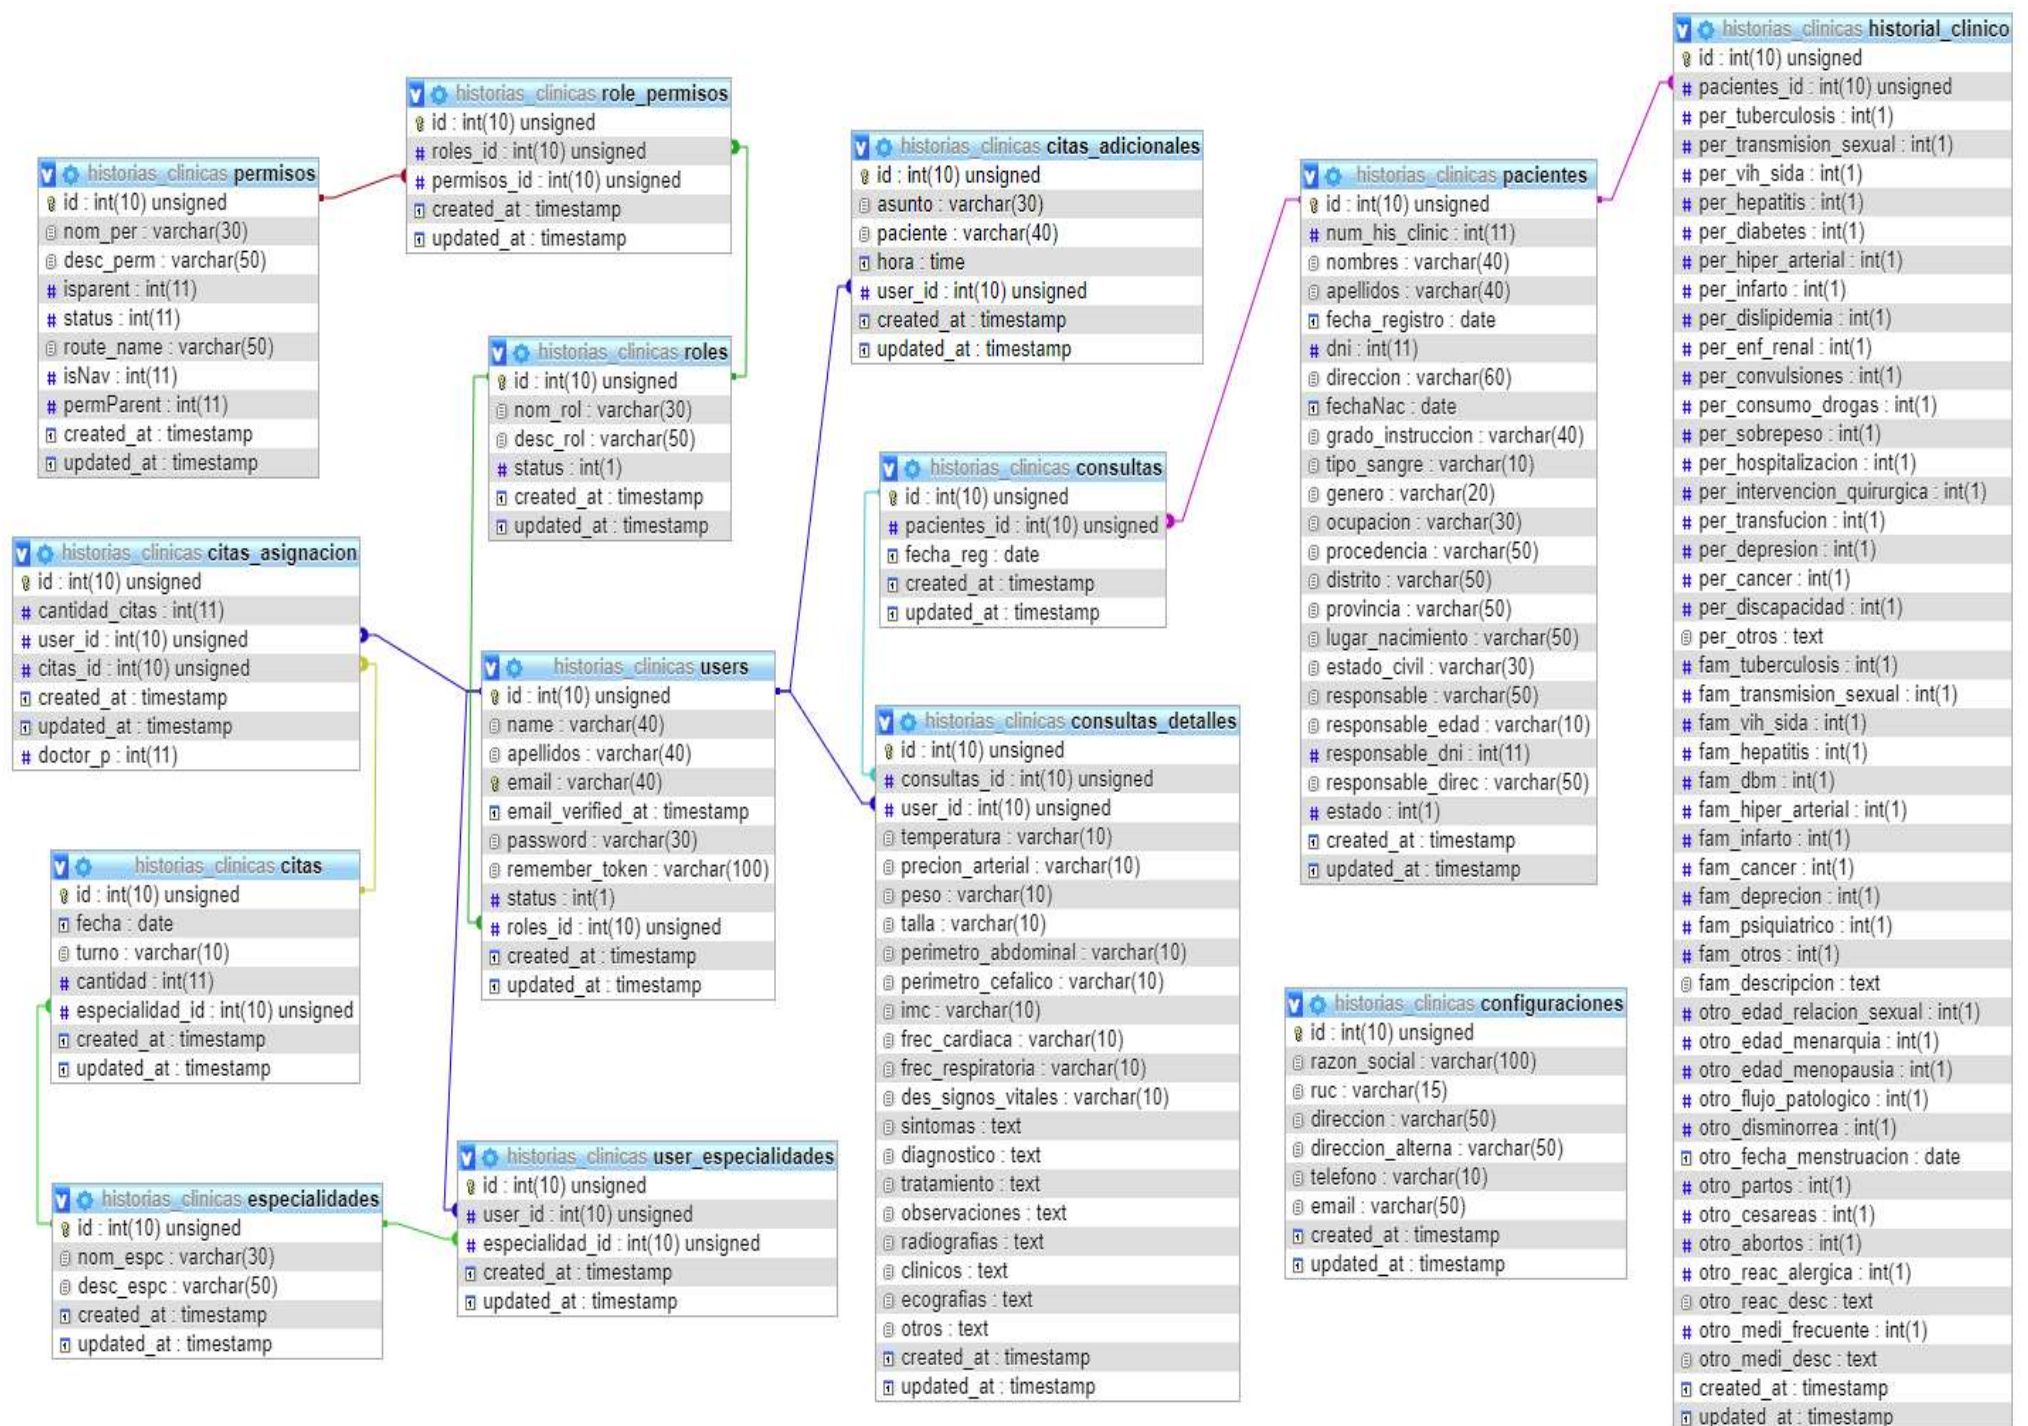 historias_clinicas permisos
id : int(10) unsigned
nom_per : varchar(30)
desc_perm : varchar(50)
isparent : int(11)
status : int(11)
route_name : varchar(50)
isNav : int(11)
permParent : int(11)
created_at : timestamp
updated_at : timestamp
historias_clinicas role_permisos
id : int(10) unsigned
roles_id : int(10) unsigned
permisos_id : int(10) unsigned
created_at : timestamp
updated_at : timestamp
historias_clinicas roles
id : int(10) unsigned
nom_rol : varchar(30)
desc_rol : varchar(50)
status : int(1)
created_at : timestamp
updated_at : timestamp
historias_clinicas citas_asignacion
id : int(10) unsigned
cantidad_citas : int(11)
user_id : int(10) unsigned
citas_id : int(10) unsigned
created_at : timestamp
updated_at : timestamp
doctor_p : int(11)
historias_clinicas citas
id : int(10) unsigned
fecha : date
turno : varchar(10)
cantidad : int(11)
especialidad_id : int(10) unsigned
created_at : timestamp
updated_at : timestamp
historias_clinicas especialidades
id : int(10) unsigned
nom_espc : varchar(30)
desc_espc : varchar(50)
created_at : timestamp
updated_at : timestamp
historias_clinicas users
id : int(10) unsigned
name : varchar(40)
apellidos : varchar(40)
email : varchar(40)
email_verified_at : timestamp
password : varchar(30)
remember_token : varchar(100)
status : int(1)
roles_id : int(10) unsigned
created_at : timestamp
updated_at : timestamp
historias_clinicas user_especialidades
id : int(10) unsigned
user_id : int(10) unsigned
especialidad_id : int(10) unsigned
created_at : timestamp
updated_at : timestamp
historias_clinicas citas_adicionales
id : int(10) unsigned
asunto : varchar(30)
paciente : varchar(40)
hora : time
user_id : int(10) unsigned
created_at : timestamp
updated_at : timestamp
historias_clinicas consultas
id : int(10) unsigned
pacientes_id : int(10) unsigned
fecha_reg : date
created_at : timestamp
updated_at : timestamp
historias_clinicas consultas_detalles
id : int(10) unsigned
consultas_id : int(10) unsigned
user_id : int(10) unsigned
temperatura : varchar(10)
precion_arterial : varchar(10)
peso : varchar(10)
talla : varchar(10)
perimetro_abdominal : varchar(10)
perimetro_cefalico : varchar(10)
imc : varchar(10)
frec_cardiaca : varchar(10)
frec_respiratoria : varchar(10)
des_signos_vitales : varchar(10)
sintomas : text
diagnostico : text
tratamiento : text
observaciones : text
radiografias : text
clinicos : text
ecografias : text
otros : text
created_at : timestamp
updated_at : timestamp
historias_clinicas pacientes
id : int(10) unsigned
num_his_clinic : int(11)
nombres : varchar(40)
apellidos : varchar(40)
fecha_registro : date
dni : int(11)
direccion : varchar(60)
fechaNac : date
grado_instruccion : varchar(40)
tipo_sangre : varchar(10)
genero : varchar(20)
ocupacion : varchar(30)
procedencia : varchar(50)
distrito : varchar(50)
provincia : varchar(50)
lugar_nacimiento : varchar(50)
estado_civil : varchar(30)
responsable : varchar(50)
responsable_edad : varchar(10)
responsable_dni : int(11)
responsable_direc : varchar(50)
estado : int(1)
created_at : timestamp
updated_at : timestamp
historias_clinicas configuraciones
id : int(10) unsigned
razon_social : varchar(100)
ruc : varchar(15)
direccion : varchar(50)
direccion_alterna : varchar(50)
telefono : varchar(10)
email : varchar(50)
created_at : timestamp
updated_at : timestamp
historias_clinicas historial_clinico
id : int(10) unsigned
pacientes_id : int(10) unsigned
per_tuberculosis : int(1)
per_transmision_sexual : int(1)
per_vih_sida : int(1)
per_hepatitis : int(1)
per_diabetes : int(1)
per_hiper_arterial : int(1)
per_infarto : int(1)
per_dislipidemia : int(1)
per_enf_renal : int(1)
per_convulsiones : int(1)
per_consumo_drogas : int(1)
per_sobrepeso : int(1)
per_hospitalizacion : int(1)
per_intervencion_quirurgica : int(1)
per_transfucion : int(1)
per_depresion : int(1)
per_cancer : int(1)
per_discapacidad : int(1)
per_otros : text
fam_tuberculosis : int(1)
fam_transmision_sexual : int(1)
fam_vih_sida : int(1)
fam_hepatitis : int(1)
fam_dbm : int(1)
fam_hiper_arterial : int(1)
fam_infarto : int(1)
fam_cancer : int(1)
fam_deprecion : int(1)
fam_psiquiatrico : int(1)
fam_otros : int(1)
fam_descripcion : text
otro_edad_relacion_sexual : int(1)
otro_edad_menarquia : int(1)
otro_edad_menopausia : int(1)
otro_flujo_patologico : int(1)
otro_disminorrea : int(1)
otro_fecha_menstruacion : date
otro_partos : int(1)
otro_cesareas : int(1)
otro_abortos : int(1)
otro_reac_alergica : int(1)
otro_reac_desc : text
otro_medi_frecuente : int(1)
otro_medi_desc : text
created_at : timestamp
updated_at : timestamp